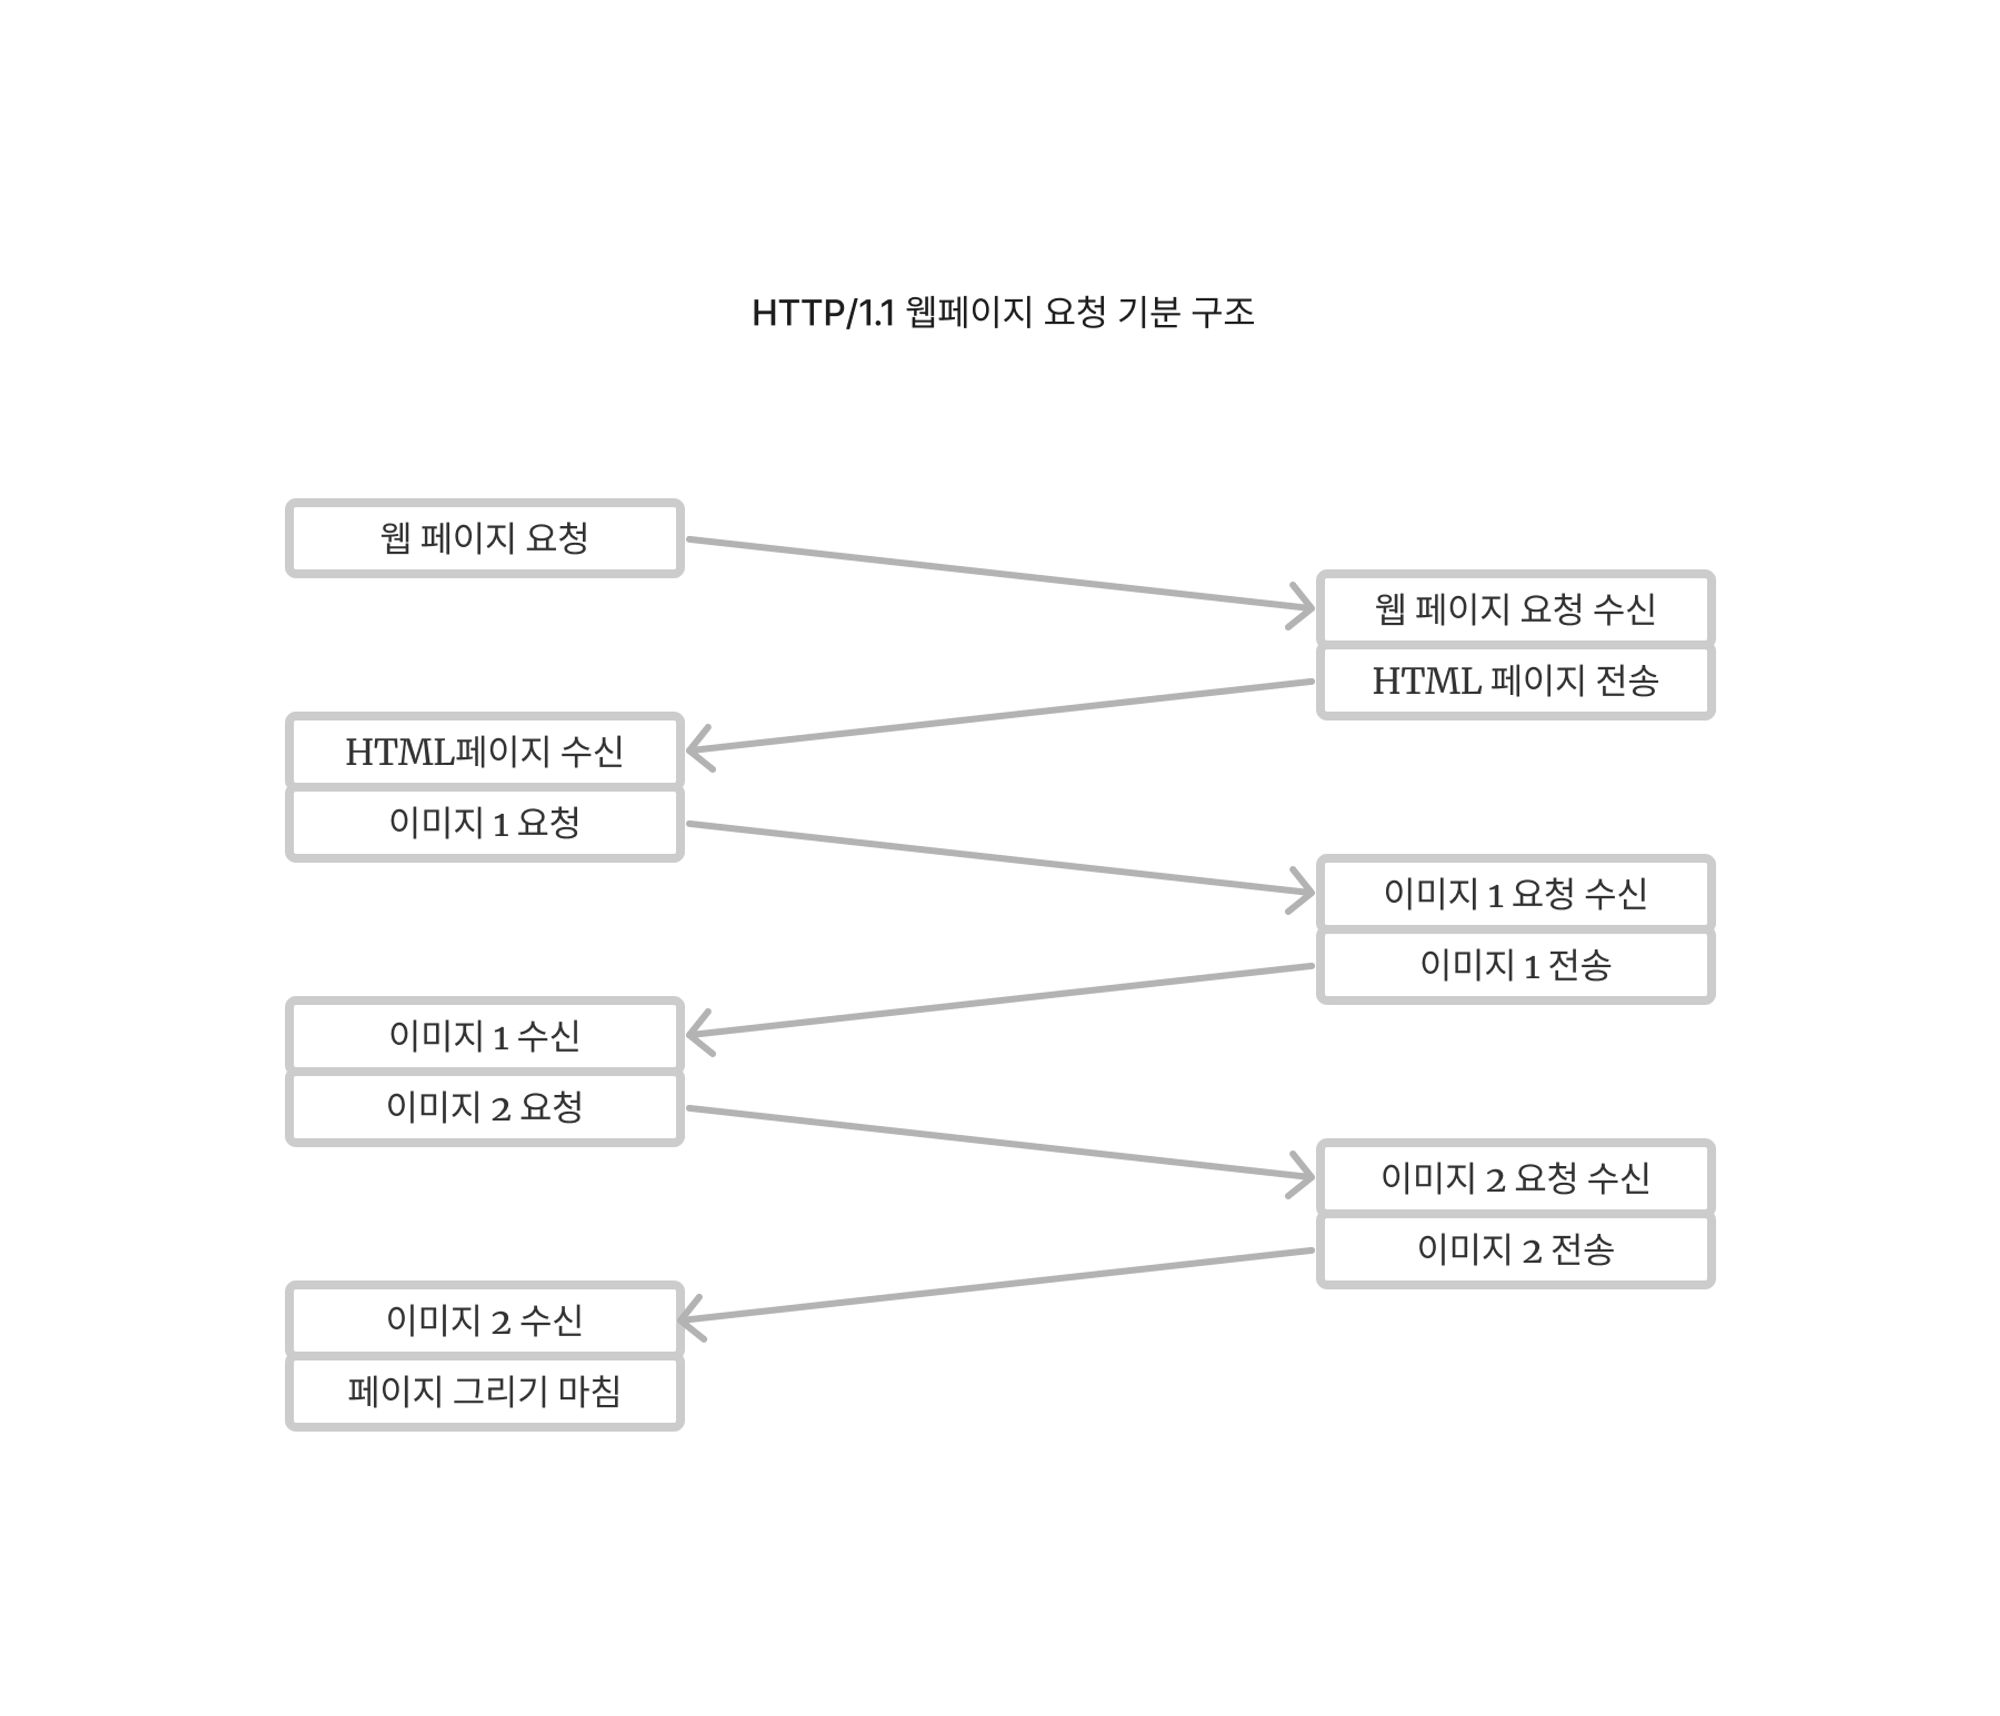 HTTP/1.1 웹페이지 요청 기분 구조
웹 페이지 요청
웹 페이지 요청 수신
HTML 페이지 전송
HTML페이지 수신
이미지 1 요청
이미지 1 요청 수신
이미지 1 전송
이미지 1 수신
이미지 2 요청
이미지 2 요청 수신
이미지 2 전송
이미지 2 수신
페이지 그리기 마침